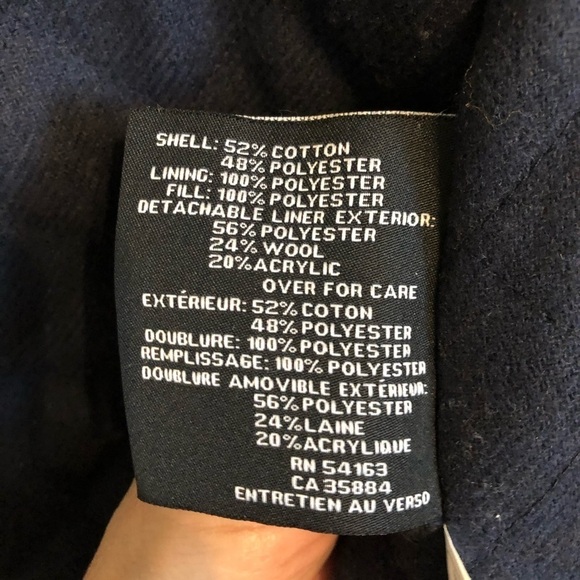 SHELL: 52% COTTON
48% POLYESTER
LINING: 100% POLYESTER
FILL: 100% POLYESTER
DETACHABLE LINER EXTERIOR:
56% POLYESTER
24% WOOL
20% ACRYLIC
OVER FOR CARE
EXTÉRIEUR: 52% COTON
48% POLYESTER
DOUBLURE: 100% POLYESTER
REMPLISSAGE: 100% POLYESTER
DOUBLURE AMOVIBLE EXTÉRIEUR:
56% POLYESTER
24% LAINE
20% ACRYLIQUE
RN 54163
CA 35884
ENTRETIEN AU VERSO